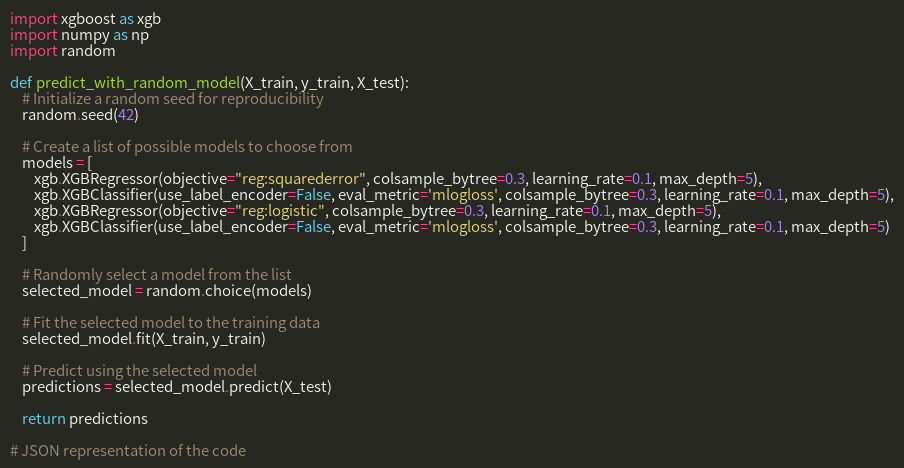 import xgboost as xgb
import numpy as np
import random

def predict_with_random_model(X_train, y_train, X_test):
    # Initialize a random seed for reproducibility
    random.seed(42)

    # Create a list of possible models to choose from
    models = [
        xgb.XGBRegressor(objective="reg:squarederror", colsample_bytree=0.3, learning_rate=0.1, max_depth=5),
        xgb.XGBClassifier(use_label_encoder=False, eval_metric='mlogloss', colsample_bytree=0.3, learning_rate=0.1, max_depth=5),
        xgb.XGBRegressor(objective="reg:logistic", colsample_bytree=0.3, learning_rate=0.1, max_depth=5),
        xgb.XGBClassifier(use_label_encoder=False, eval_metric='mlogloss', colsample_bytree=0.3, learning_rate=0.1, max_depth=5)
    ]

    # Randomly select a model from the list
    selected_model = random.choice(models)

    # Fit the selected model to the training data
    selected_model.fit(X_train, y_train)

    # Predict using the selected model
    predictions = selected_model.predict(X_test)

    return predictions

# JSON representation of the code